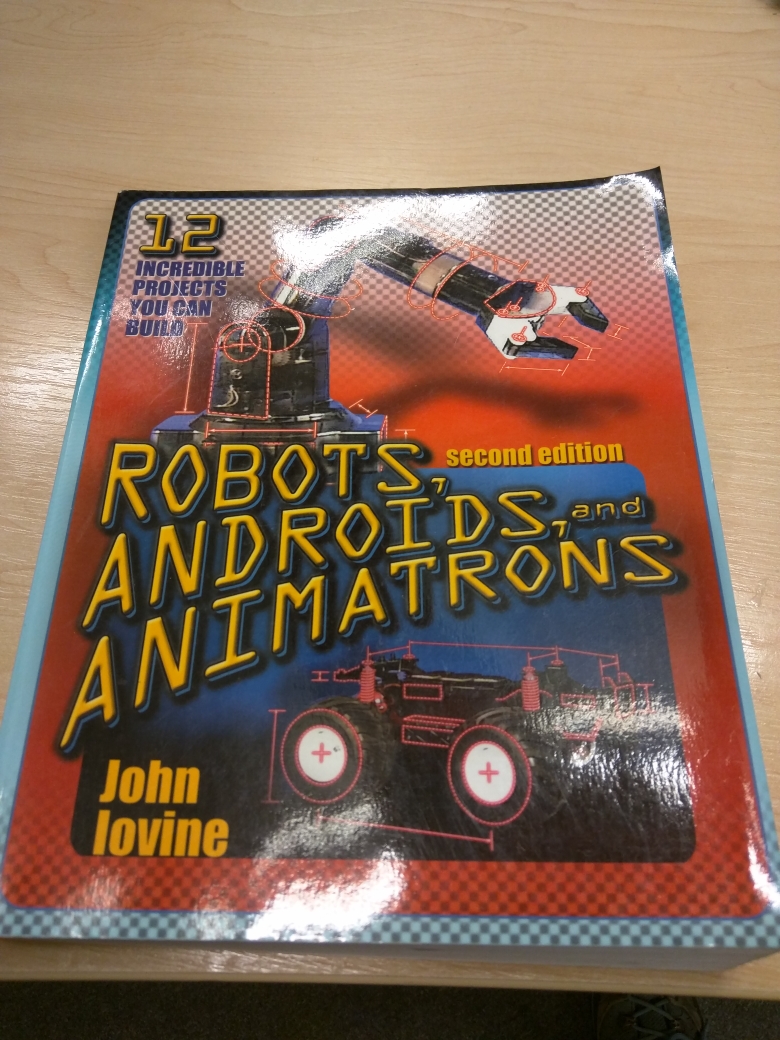 12
INCREDIBLE
PROJECTS
YOU CAN
BUILD
ROBOTS, second edition
ANDROIDS, and
ANIMATRONS
John
Iovine